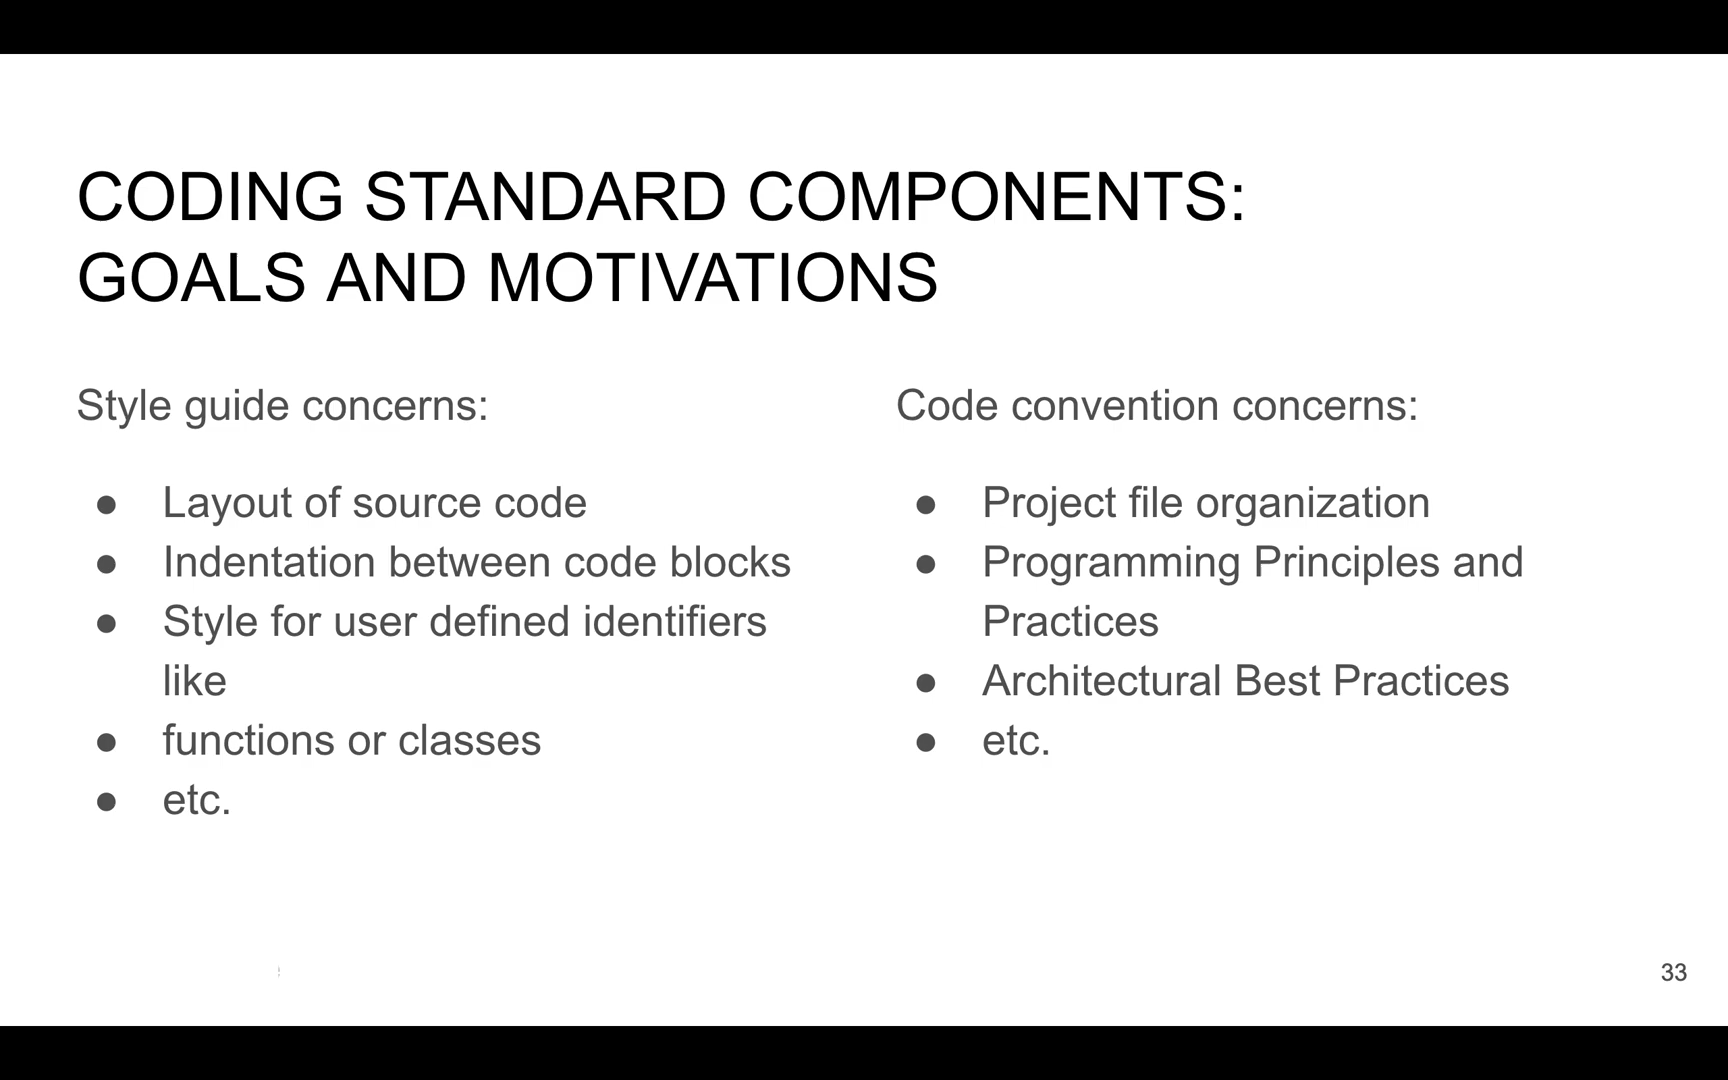 CODING STANDARD COMPONENTS:
GOALS AND MOTIVATIONS
Style guide concerns:
● Layout of source code
● Indentation between code blocks
● Style for user defined identifiers
like
● functions or classes
● etc.
Code convention concerns:
● Project file organization
● Programming Principles and
Practices
● Architectural Best Practices
● etc.
33